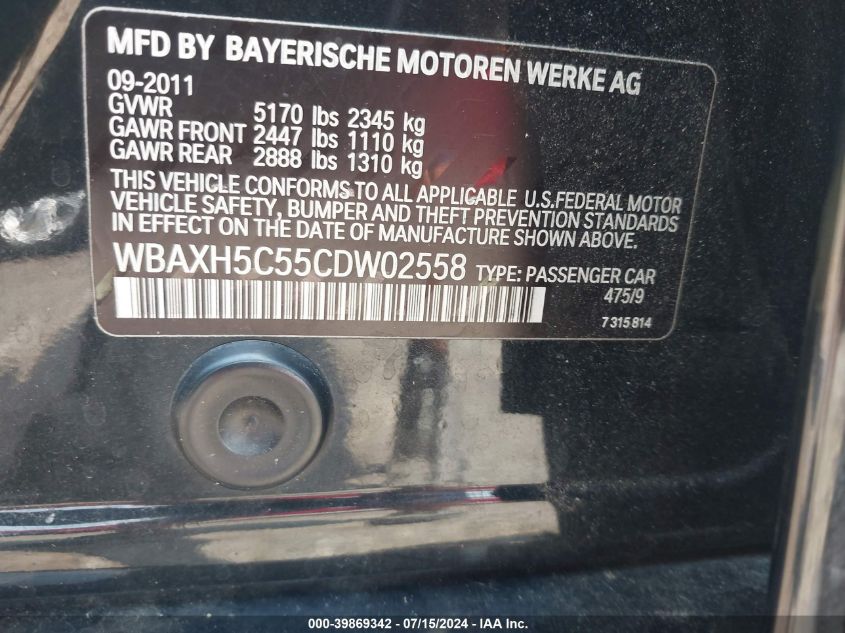 MFD BY BAYERISCHE MOTOREN WERKE AG
09-2011
GVWR 5170 lbs 2345 kg
GAWR FRONT 2447 lbs 1110 kg
GAWR REAR 2888 lbs 1310 kg
THIS VEHICLE CONFORMS TO ALL APPLICABLE U.S.FEDERAL MOTOR
VEHICLE SAFETY, BUMPER AND THEFT PREVENTION STANDARDS
IN EFFECT ON THE DATE OF MANUFACTURE SHOWN ABOVE.
WBAXH5C55CDW02558 TYPE: PASSENGER CAR
475/9
7 315 814
000-39869342 - 07/15/2024 - IAA Inc.